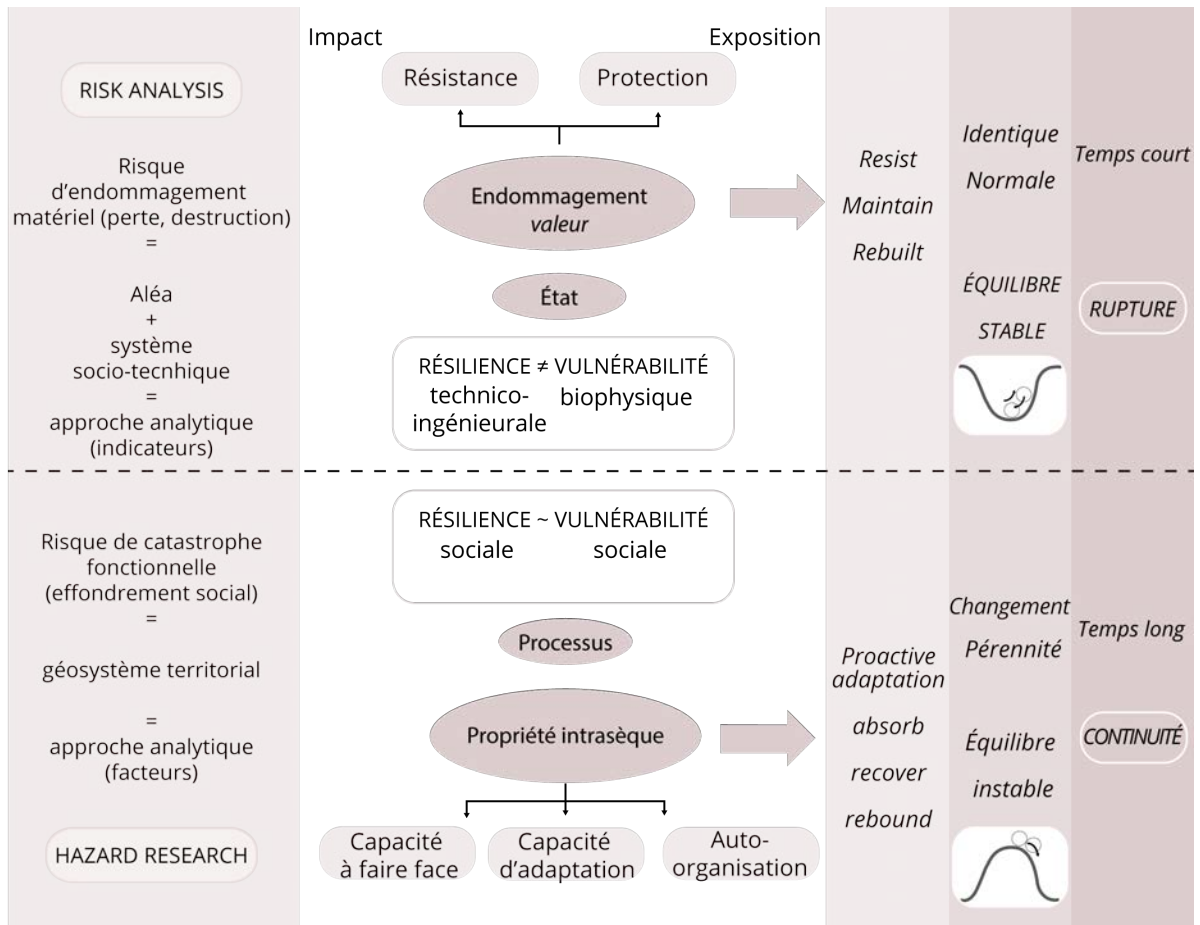 RISK ANALYSIS
Risque
d’endommagement
matériel (perte, destruction)
=
Aléa
+
système
socio-tecnhique
=
approche analytique
(indicateurs)
Impact
Exposition
Résistance
Protection
Endommagement
valeur
État
RÉSILIENCE ≠ VULNÉRABILITÉ
technico-
ingénieurale
biophysique
Resist
Maintain
Rebuilt
Identique
Normale
ÉQUILIBRE
STABLE
Temps court
RUPTURE
Risque de catastrophe
fonctionnelle
(effondrement social)
=
géosystème territorial
=
approche analytique
(facteurs)
HAZARD RESEARCH
RÉSILIENCE ~ VULNÉRABILITÉ
sociale
sociale
Processus
Propriété intrasèque
Capacité
à faire face
Capacité
d’adaptation
Auto-
organisation
Proactive
adaptation
absorb
recover
rebound
Changement
Pérennité
Équilibre
instable
Temps long
CONTINUITÉ